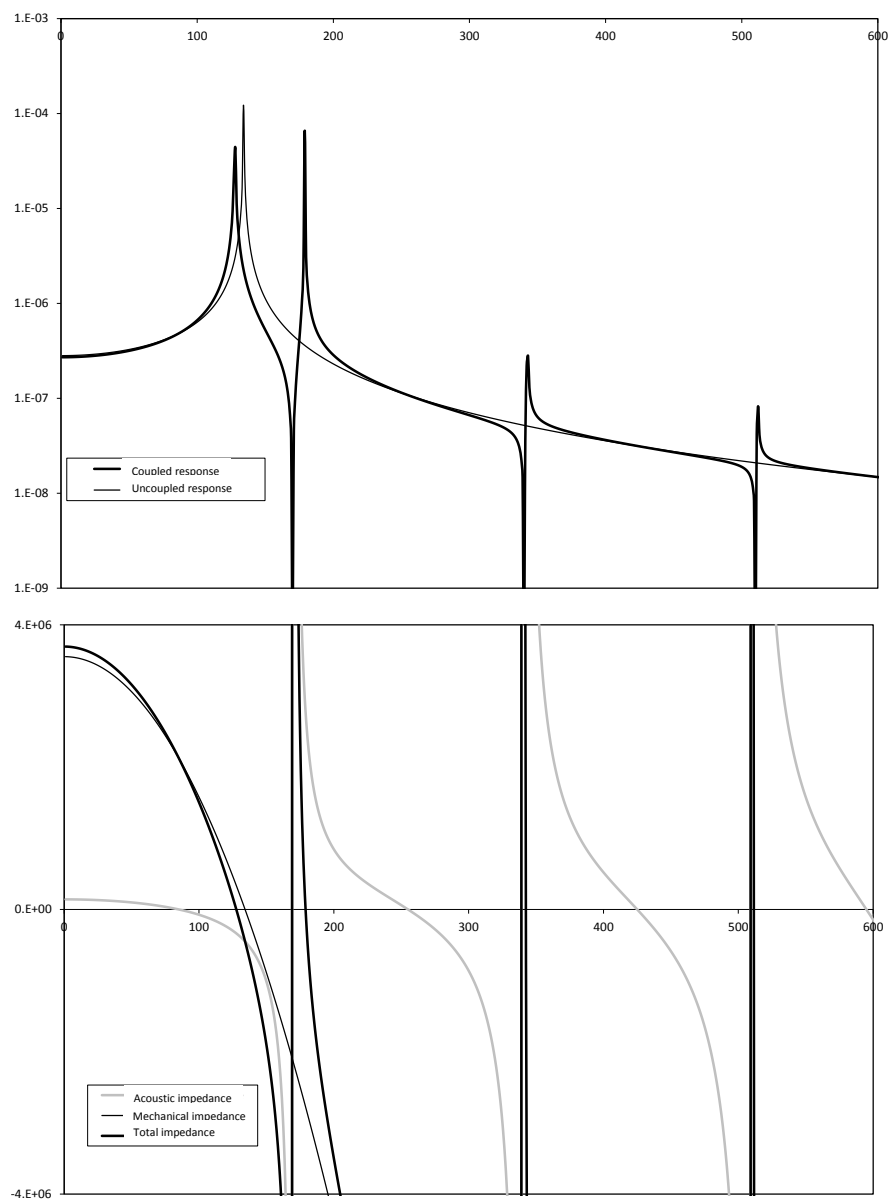 1.E-03
0 100 200 300 400 500 600
1.E-04
1.E-05
1.E-06
1.E-07
Coupled response
Uncoupled response
1.E-08
1.E-09
4.E+06
0.E+00
0 100 200 300 400 500 600
Acoustic impedance
Mechanical impedance
Total impedance
-4.E+06